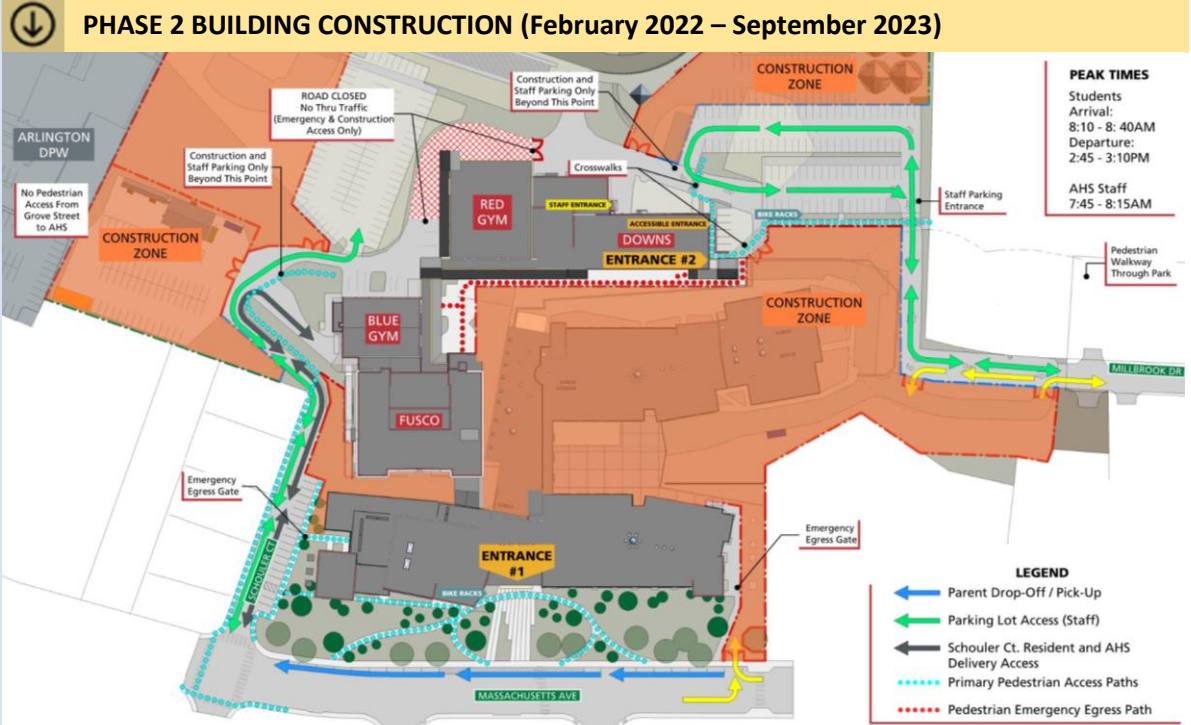 PHASE 2 BUILDING CONSTRUCTION (February 2022 – September 2023)
ARLINGTON
DPW
No Pedestrian
Access From
Grove Street
to AHS
CONSTRUCTION
ZONE
Construction and
Staff Parking Only
Beyond This Point
ROAD CLOSED
No Thru Traffic
(Emergency & Construction
Access Only)
Construction and
Staff Parking Only
Beyond This Point
Crosswalks
CONSTRUCTION
ZONE
PEAK TIMES
Students
Arrival:
8:10 - 8: 40AM
Departure:
2:45 - 3:10PM
AHS Staff
7:45 - 8:15AM
RED
GYM
STAFF ENTRANCE
ACCESSIBLE ENTRANCE
DOWNS
ENTRANCE #2
BIKE RACKS
Staff Parking
Entrance
Pedestrian
Walkway
Through Park
BLUE
GYM
FUSCO
CONSTRUCTION
ZONE
MILLBROOK DR
Emergency
Egress Gate
SCHOULER CT
ENTRANCE
#1
BIKE RACKS
Emergency
Egress Gate
MASSACHUSETTS AVE
LEGEND
Parent Drop-Off / Pick-Up
Parking Lot Access (Staff)
Schouler Ct. Resident and AHS
Delivery Access
Primary Pedestrian Access Paths
Pedestrian Emergency Egress Path